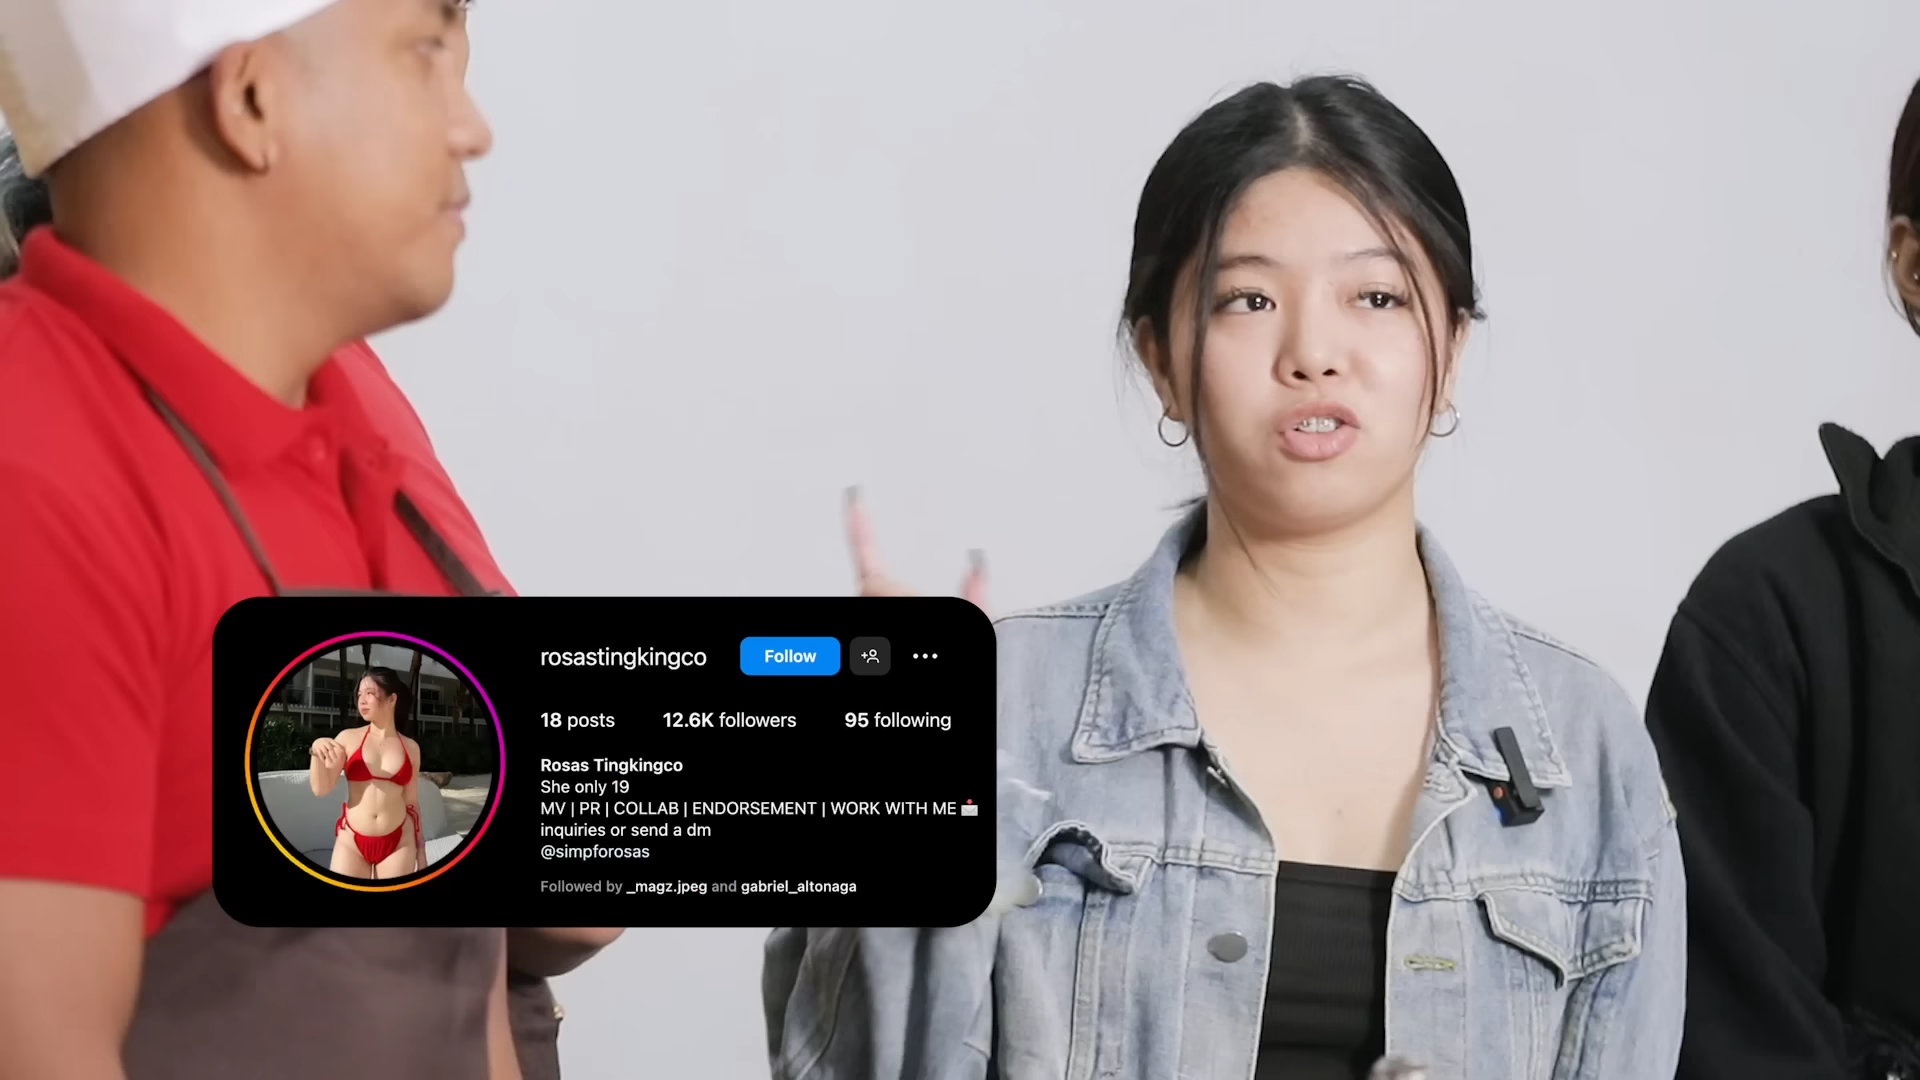 rosastingkingco Follow
18 posts 12.6K followers 95 following
Rosas Tingkingco
She only 19
MV | PR | COLLAB | ENDORSEMENT | WORK WITH ME 📩
inquiries or send a dm
@simpforosas
Followed by _magz.jpeg and gabriel_altonaga